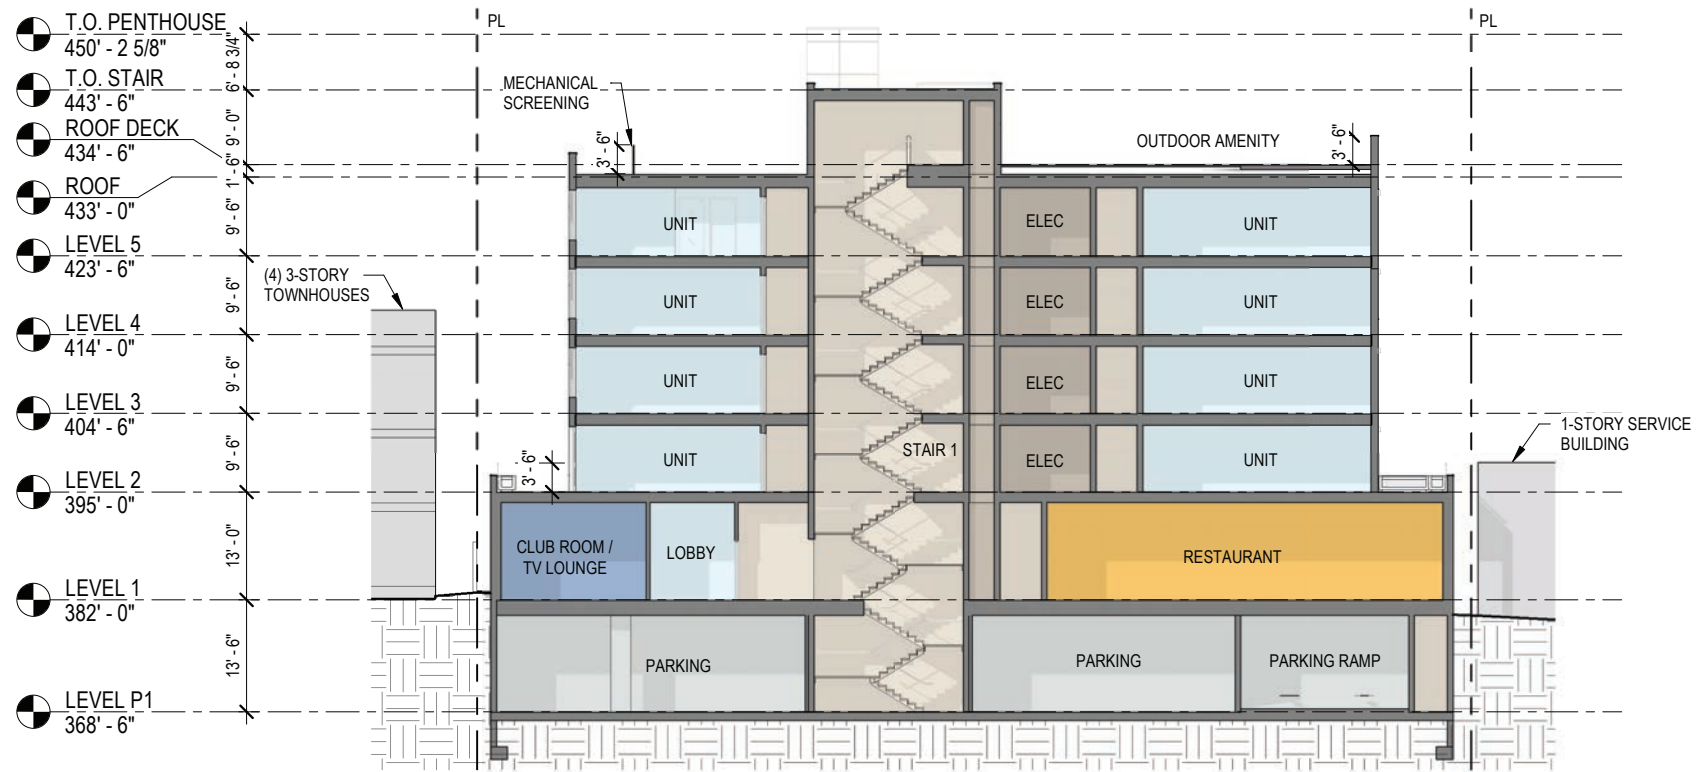 T.O. PENTHOUSE
450' - 2 5/8"
T.O. STAIR
443' - 6"
ROOF DECK
434' - 6"
ROOF
433' - 0"
LEVEL 5
423' - 6"
LEVEL 4
414' - 0"
LEVEL 3
404' - 6"
LEVEL 2
395' - 0"
LEVEL 1
382' - 0"
LEVEL P1
368' - 6"
6' - 8 3/4"
9' - 0"
1' - 6"
9' - 6"
9' - 6"
9' - 6"
9' - 6"
13' - 0"
13' - 6"
PL
PL
MECHANICAL
SCREENING
3' - 6"
OUTDOOR AMENITY
3' - 6"
(4) 3-STORY
TOWNHOUSES
UNIT
ELEC
UNIT
UNIT
ELEC
UNIT
UNIT
ELEC
UNIT
3' - 6"
UNIT
STAIR 1
ELEC
UNIT
1-STORY SERVICE
BUILDING
CLUB ROOM /
TV LOUNGE
LOBBY
RESTAURANT
PARKING
PARKING
PARKING RAMP